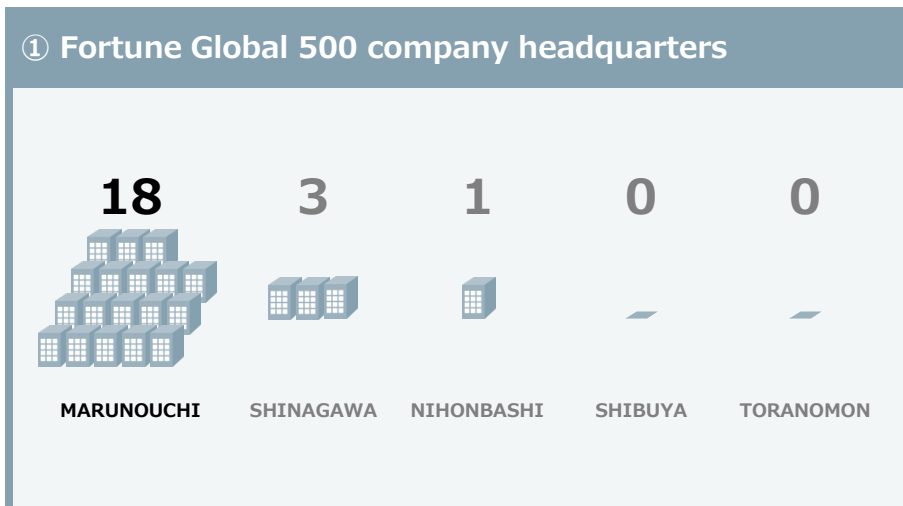 ① Fortune Global 500 company headquarters
18 3 1 0 0
MARUNOUCHI SHINAGAWA NIHONBASHI SHIBUYA TORANOMON